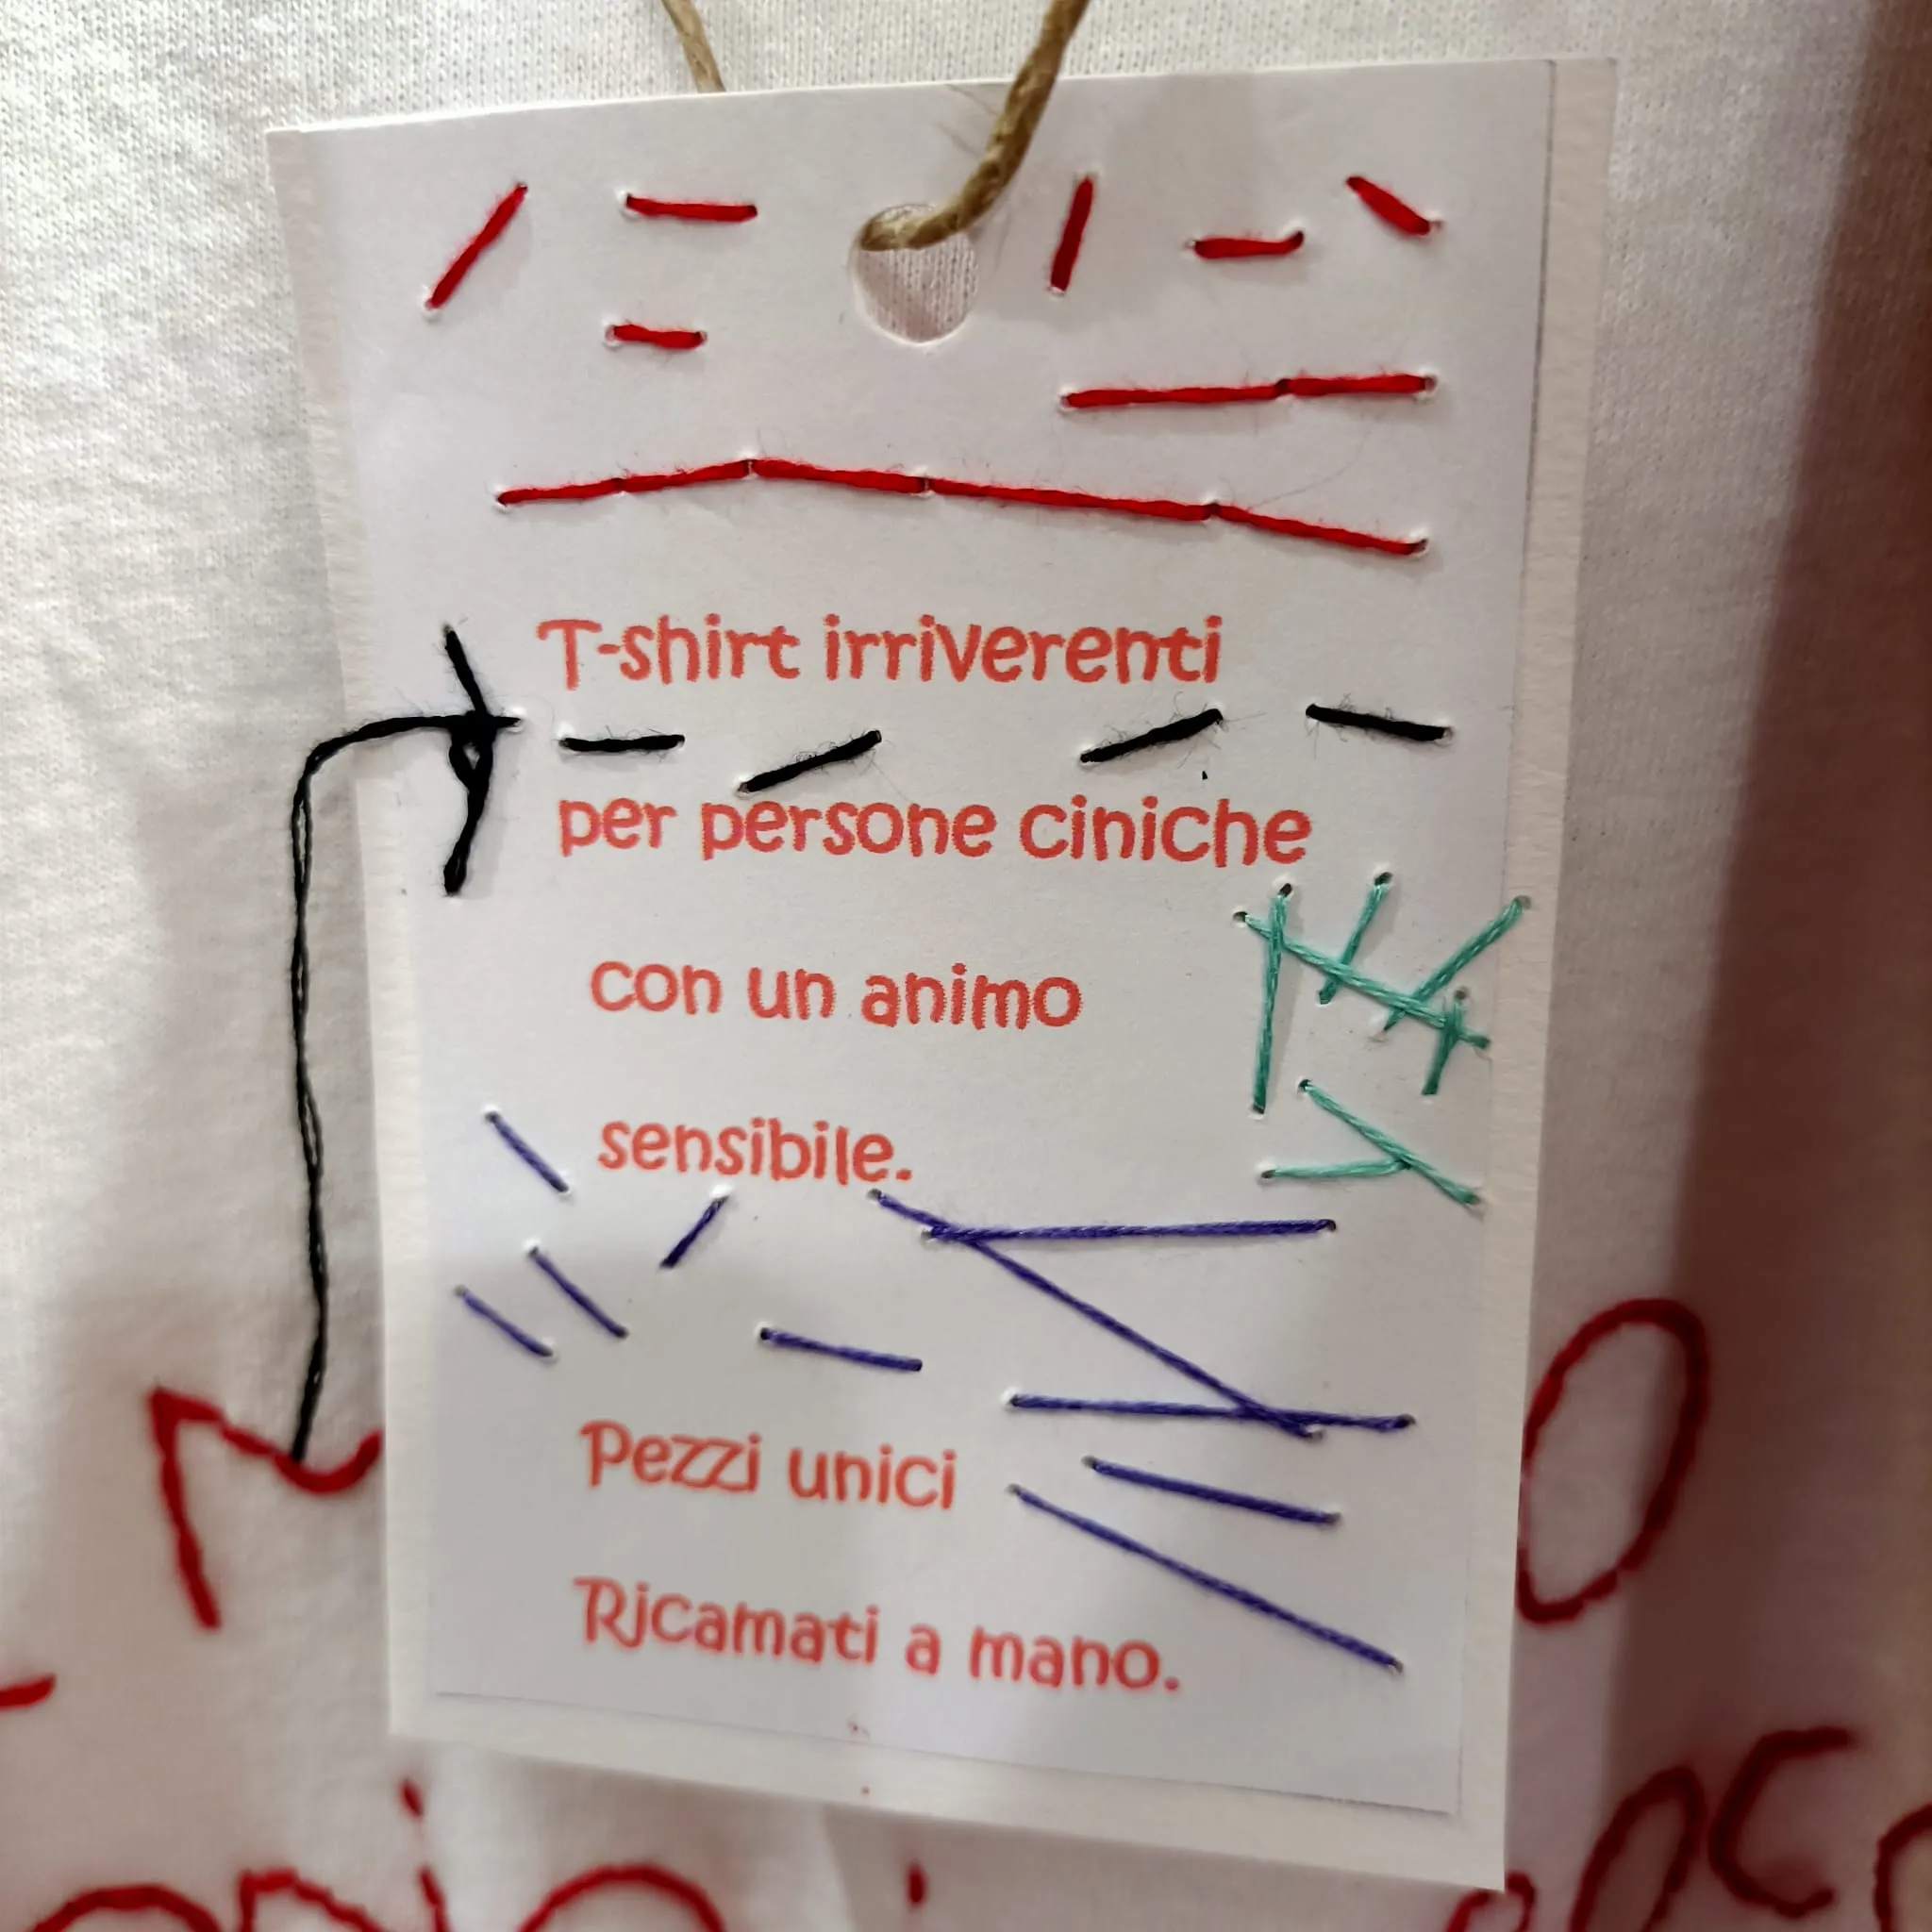 T-shirt irriverenti
per persone ciniche
con un animo
sensibile.
Pezzi unici
Ricamati a mano.